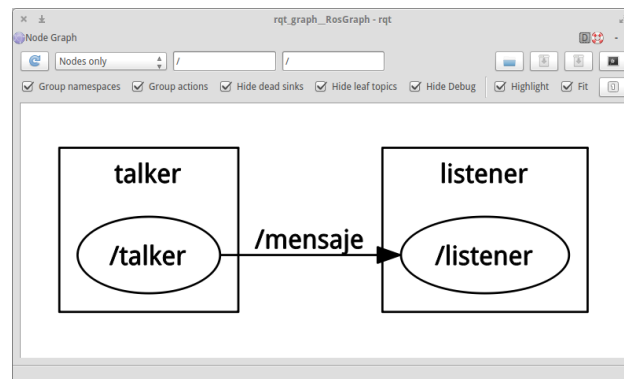 rqt_graph__RosGraph - rqt
Node Graph
D
-
Nodes only / /
Group namespaces Group actions Hide dead sinks Hide leaf topics Hide Debug Highlight Fit
talker listener
/talker /mensaje /listener